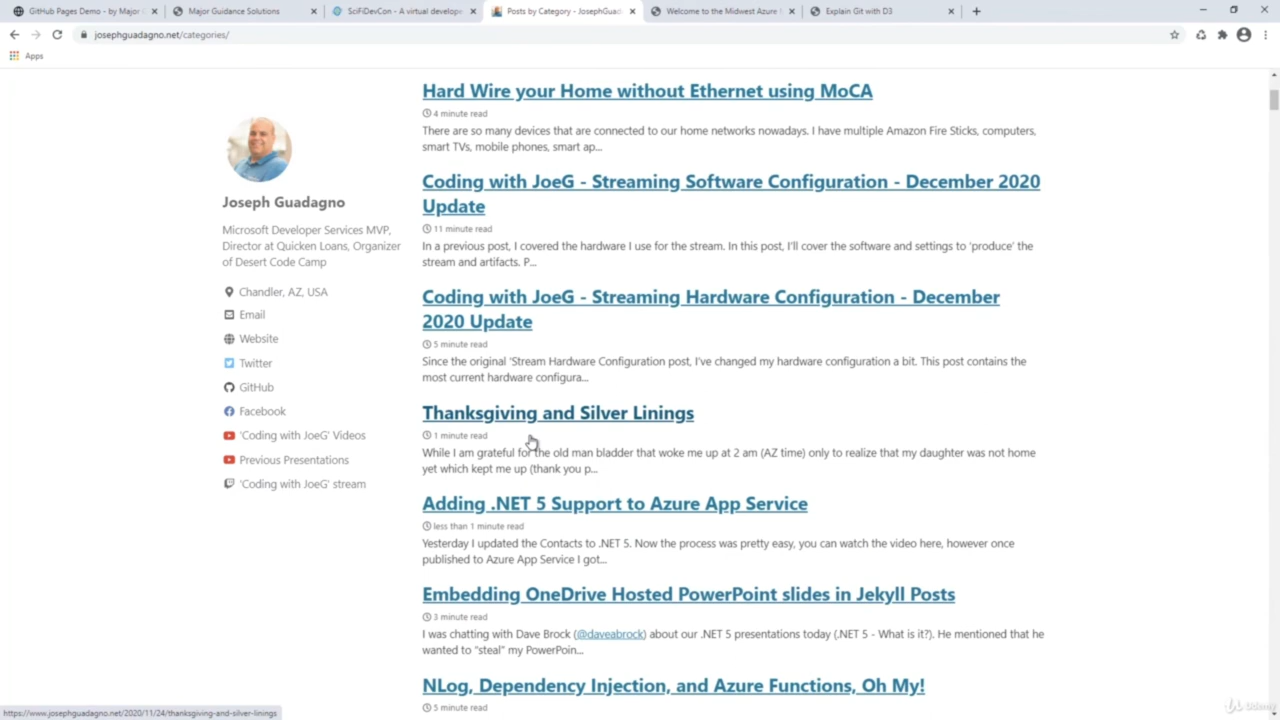 GitHub Pages Demo - by Major G
Major Guidance Solutions
SciFiDevCon - A virtual develope
Posts by Category - JosephGuad
Welcome to the Midwest Azure
Explain Git with D3
josephguadagno.net/categories/
Apps
Joseph Guadagno
Microsoft Developer Services MVP,
Director at Quicken Loans, Organizer
of Desert Code Camp
Chandler, AZ, USA
Email
Website
Twitter
GitHub
Facebook
'Coding with JoeG' Videos
Previous Presentations
'Coding with JoeG' stream
Hard Wire your Home without Ethernet using MoCA
4 minute read
There are so many devices that are connected to our home networks nowadays. I have multiple Amazon Fire Sticks, computers,
smart TVs, mobile phones, smart ap...
Coding with JoeG - Streaming Software Configuration - December 2020
Update
11 minute read
In a previous post, I covered the hardware I use for the stream. In this post, I'll cover the software and settings to 'produce' the
stream and artifacts. P...
Coding with JoeG - Streaming Hardware Configuration - December
2020 Update
5 minute read
Since the original 'Stream Hardware Configuration post, I've changed my hardware configuration a bit. This post contains the
most current hardware configura...
Thanksgiving and Silver Linings
1 minute read
While I am grateful for the old man bladder that woke me up at 2 am (AZ time) only to realize that my daughter was not home
yet which kept me up (thank you p...
Adding .NET 5 Support to Azure App Service
less than 1 minute read
Yesterday I updated the Contacts to .NET 5. Now the process was pretty easy, you can watch the video here, however once
published to Azure App Service I got...
Embedding OneDrive Hosted PowerPoint slides in Jekyll Posts
3 minute read
I was chatting with Dave Brock (@daveabrock) about our .NET 5 presentations today (.NET 5 - What is it?). He mentioned that he
wanted to "steal" my PowerPoin...
NLog, Dependency Injection, and Azure Functions, Oh My!
5 minute read
https://www.josephguadagno.net/2020/11/24/thanksgiving-and-silver-linings
Udemy